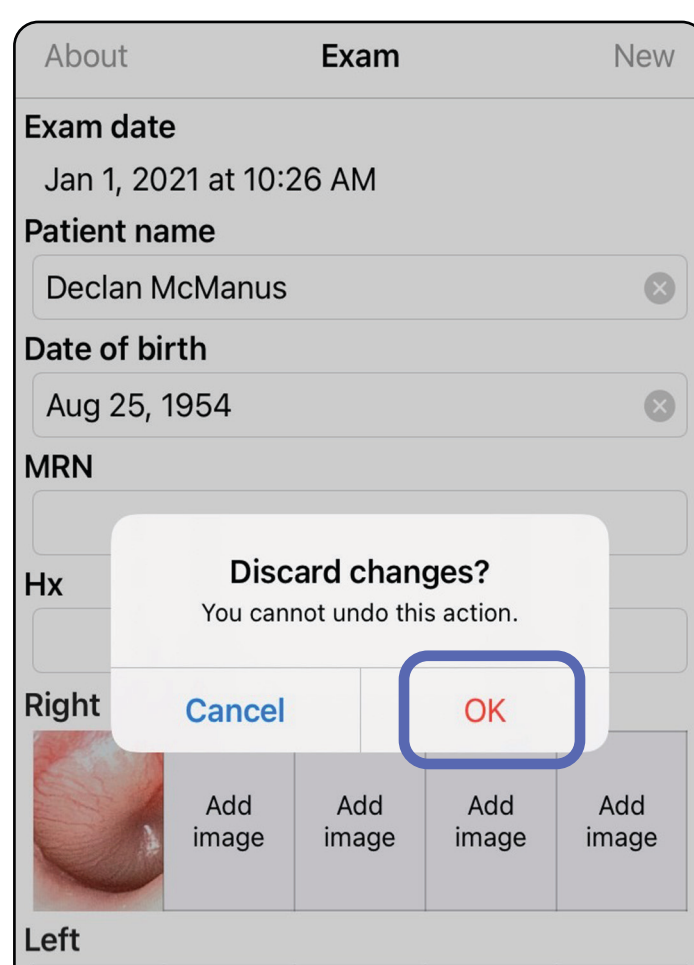 About Exam New
Exam date
Jan 1, 2021 at 10:26 AM
Patient name
Declan McManus
Date of birth
Aug 25, 1954
MRN
Discard changes?
Hx
You cannot undo this action.
Right
Cancel OK
Add image
Add image
Add image
Add image
Left